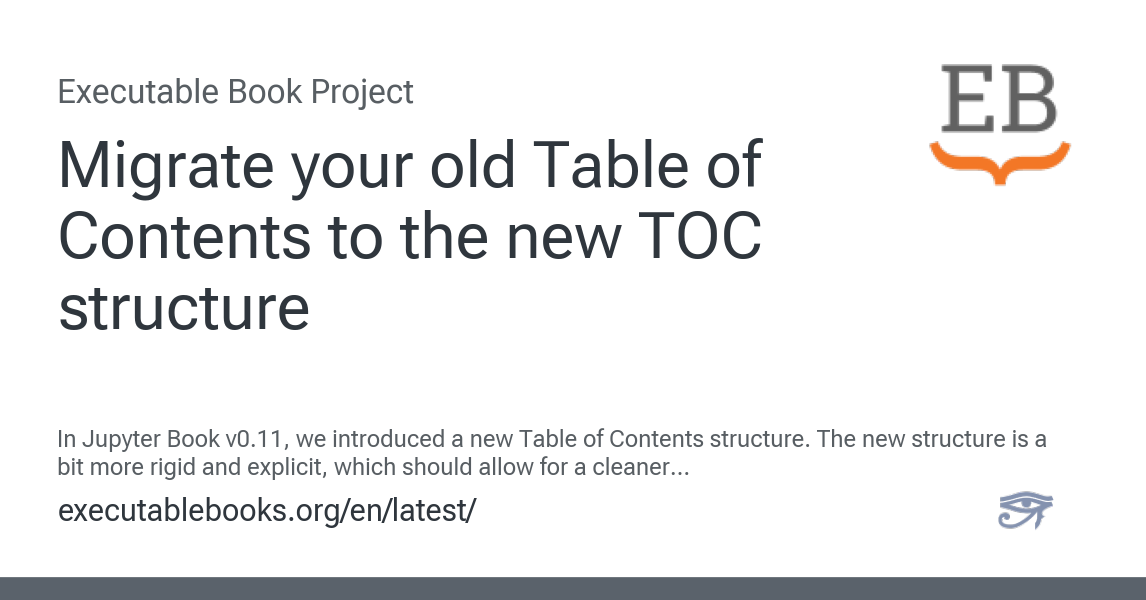 Executable Book Project
EB
Migrate your old Table of
Contents to the new TOC
structure
In Jupyter Book v0.11, we introduced a new Table of Contents structure. The new structure is a
bit more rigid and explicit, which should allow for a cleaner...
executablebooks.org/en/latest/